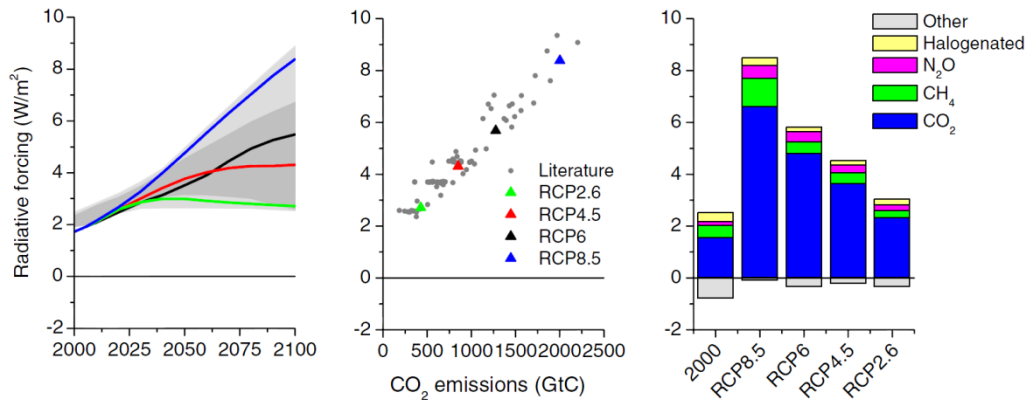 Radiative forcing (W/m²)
10
8
6
4
2
0
-2
2000 2025 2050 2075 2100
10
8
6
4
2
0
-2
Literature
RCP2.6
RCP4.5
RCP6
RCP8.5
0 500 1000 1500 2000 2500
CO₂ emissions (GtC)
10
8
6
4
2
0
-2
2000
RCP8.5
RCP6
RCP4.5
RCP2.6
Other
Halogenated
N₂O
CH₄
CO₂